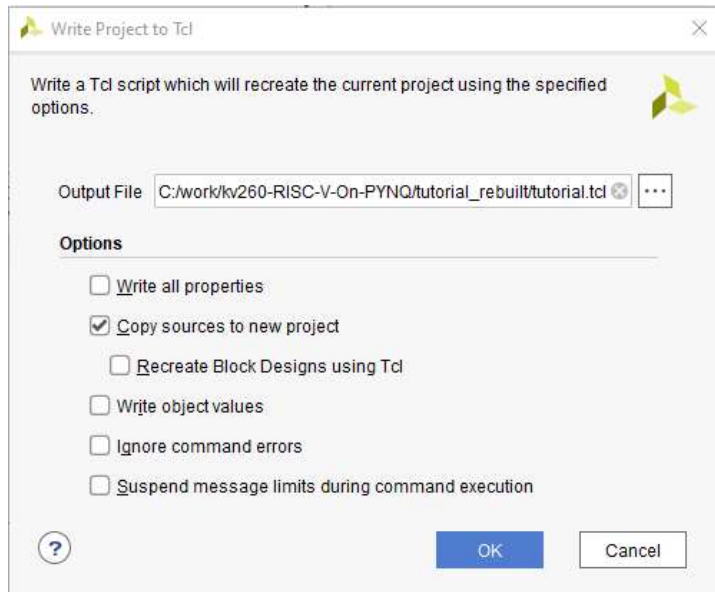 Write Project to Tcl
Write a Tcl script which will recreate the current project using the specified
options.
Output File C:/work/kv260-RISC-V-On-PYNQ/tutorial_rebuilt/tutorial.tcl ...
Options
Write all properties
Copy sources to new project
Recreate Block Designs using Tcl
Write object values
Ignore command errors
Suspend message limits during command execution
? OK Cancel